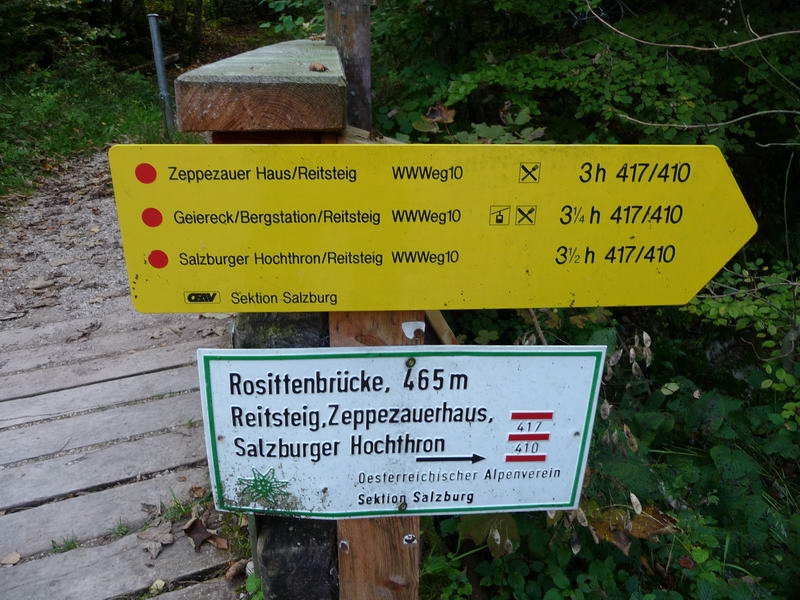 Zeppezauer Haus/Reitsteig WWWeg10 3h 417/410
Geiereck/Bergstation/Reitsteig WWWeg10 3¼ h 417/410
Salzburger Hochthron/Reitsteig WWWeg10 3½ h 417/410
OEAV Sektion Salzburg
Rosittenbrücke, 465m
Reitsteig, Zeppezauerhaus,
Salzburger Hochthron
417
410
Oesterreichischer Alpenverein
Sektion Salzburg